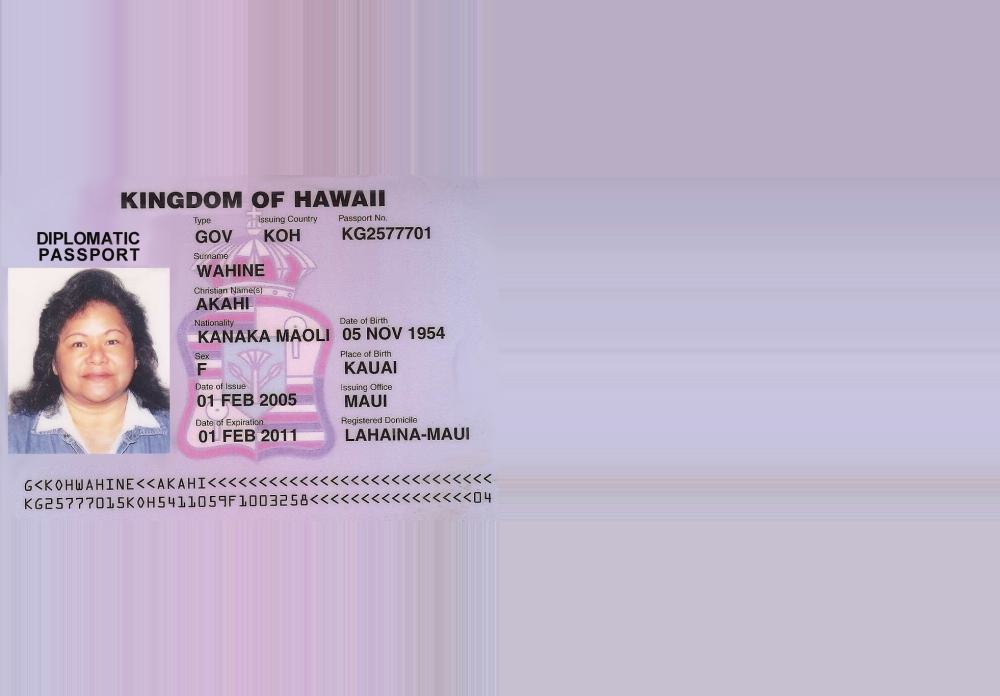 KINGDOM OF HAWAII
DIPLOMATIC
PASSPORT
Type Issuing Country Passport No.
GOV KOH KG2577701
Surname
WAHINE
Christian Name(s)
AKAHI
Nationality Date of Birth
KANAKA MAOLI 05 NOV 1954
Sex Place of Birth
F KAUAI
Date of Issue Issuing Office
01 FEB 2005 MAUI
Date of Expiration Registered Domicile
01 FEB 2011 LAHAINA-MAUI
G<KOHWAHINE<<AKAHI<<<<<<<<<<<<<<<<<<<<<<<<<<
KG25777015KOH5411059F1003258<<<<<<<<<<<<<<04